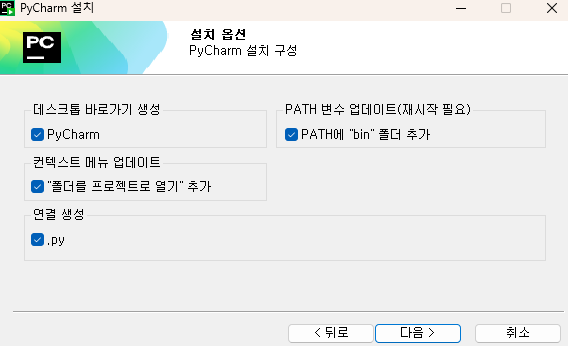 PyCharm 설치
PC
설치 옵션
PyCharm 설치 구성
데스크톱 바로가기 생성
PyCharm
PATH 변수 업데이트(재시작 필요)
PATH에 "bin" 폴더 추가
컨텍스트 메뉴 업데이트
"폴더를 프로젝트로 열기" 추가
연결 생성
.py
< 뒤로
다음 >
취소